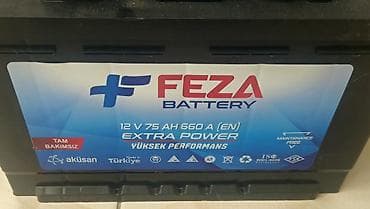 FEZA
BATTERY
12 V 75 AH 660 A (EN)
EXTRA POWER
YÜKSEK PERFORMANS
TAM
BAKIMSIZ
MAINTENANCE
FREE
aküsan
Türkiye